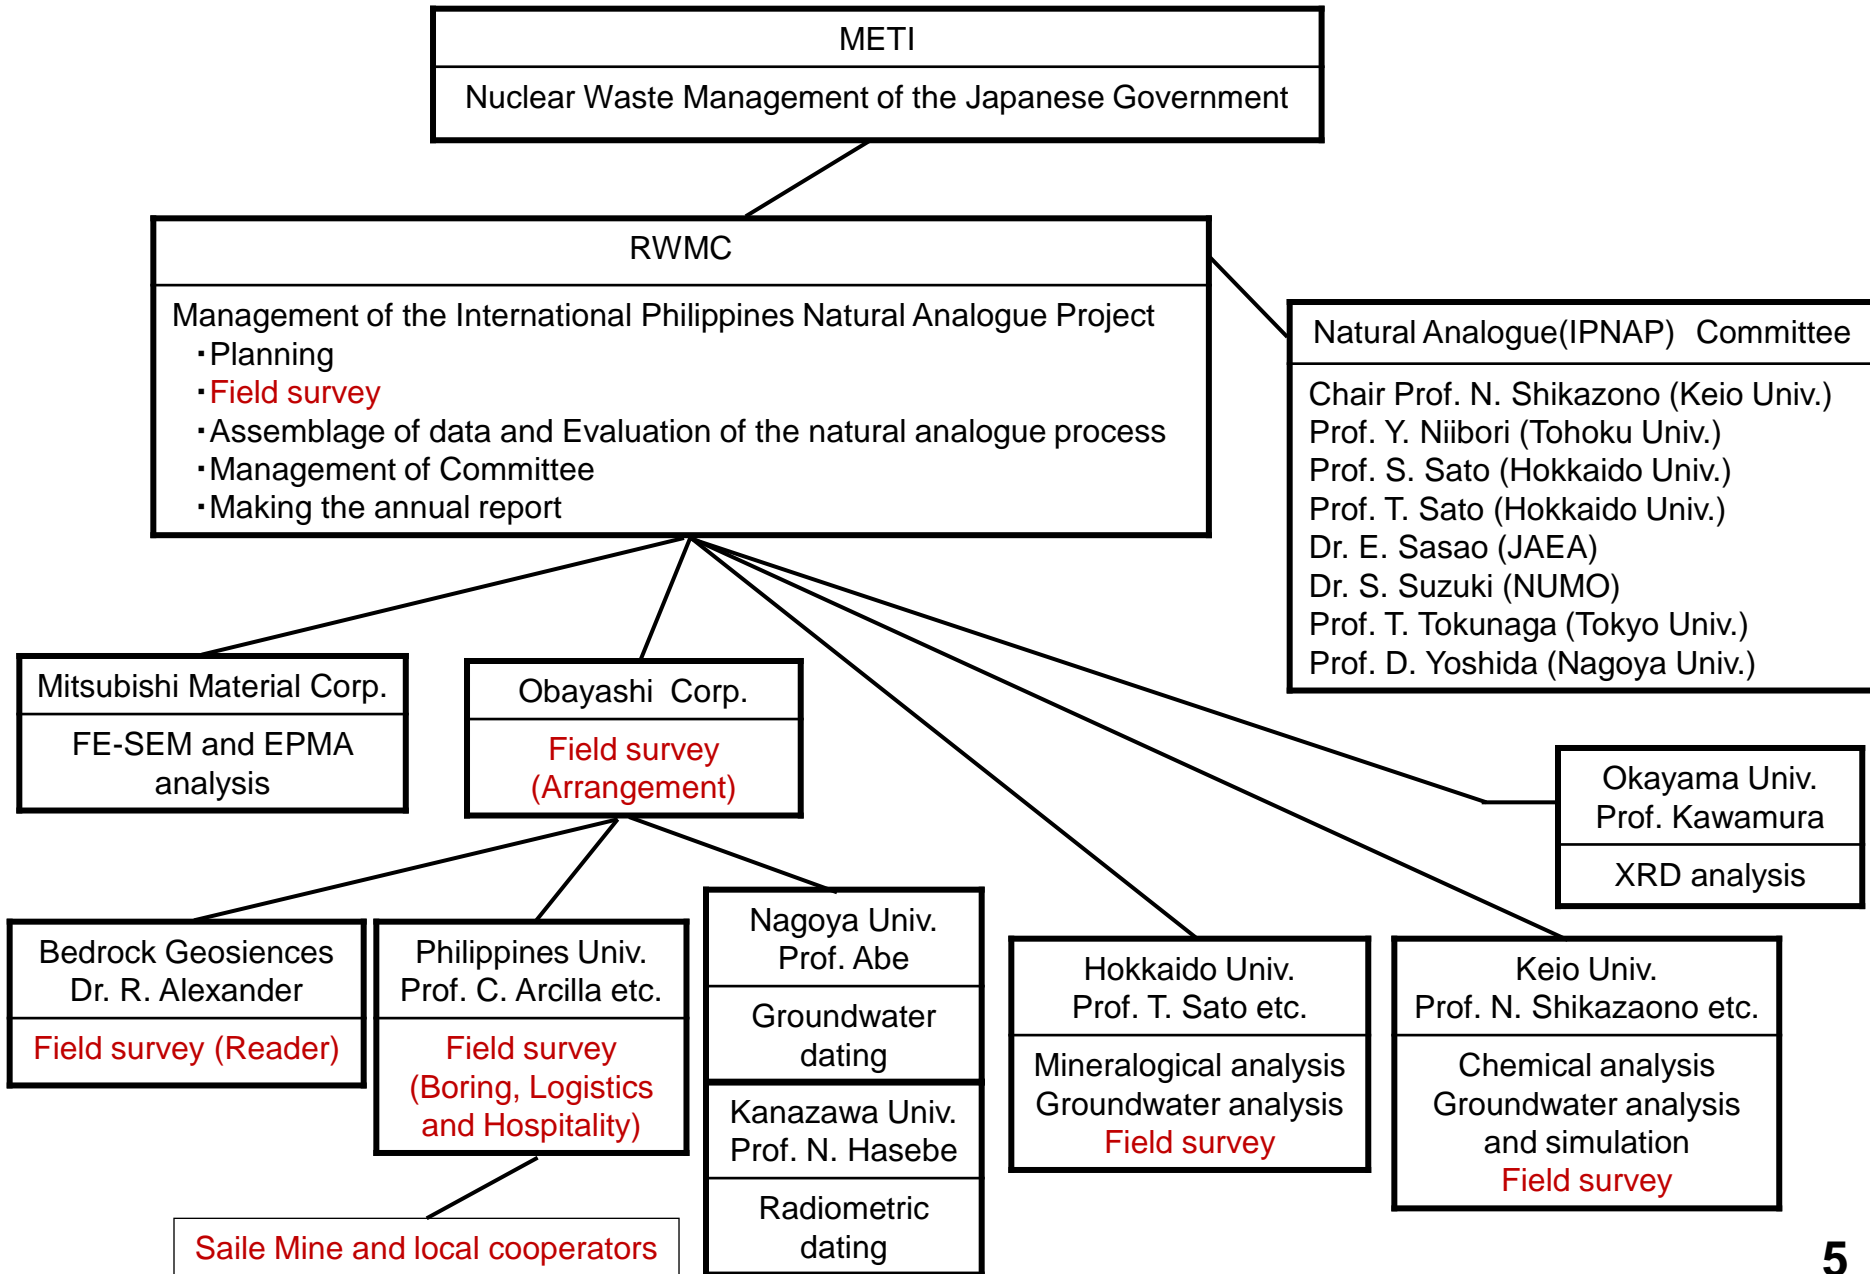 METI
Nuclear Waste Management of the Japanese Government
RWMC
Management of the International Philippines Natural Analogue Project
・Planning
・Field survey
・Assemblage of data and Evaluation of the natural analogue process
・Management of Committee
・Making the annual report
Natural Analogue(IPNAP) Committee
Chair Prof. N. Shikazono (Keio Univ.)
Prof. Y. Niibori (Tohoku Univ.)
Prof. S. Sato (Hokkaido Univ.)
Prof. T. Sato (Hokkaido Univ.)
Dr. E. Sasao (JAEA)
Dr. S. Suzuki (NUMO)
Prof. T. Tokunaga (Tokyo Univ.)
Prof. D. Yoshida (Nagoya Univ.)
Mitsubishi Material Corp.
FE-SEM and EPMA
analysis
Obayashi Corp.
Field survey
(Arrangement)
Okayama Univ.
Prof. Kawamura
XRD analysis
Bedrock Geosiences
Dr. R. Alexander
Field survey (Reader)
Philippines Univ.
Prof. C. Arcilla etc.
Field survey
(Boring, Logistics
and Hospitality)
Nagoya Univ.
Prof. Abe
Groundwater
dating
Kanazawa Univ.
Prof. N. Hasebe
Radiometric
dating
Hokkaido Univ.
Prof. T. Sato etc.
Mineralogical analysis
Groundwater analysis
Field survey
Keio Univ.
Prof. N. Shikazaono etc.
Chemical analysis
Groundwater analysis
and simulation
Field survey
Saile Mine and local cooperators
5